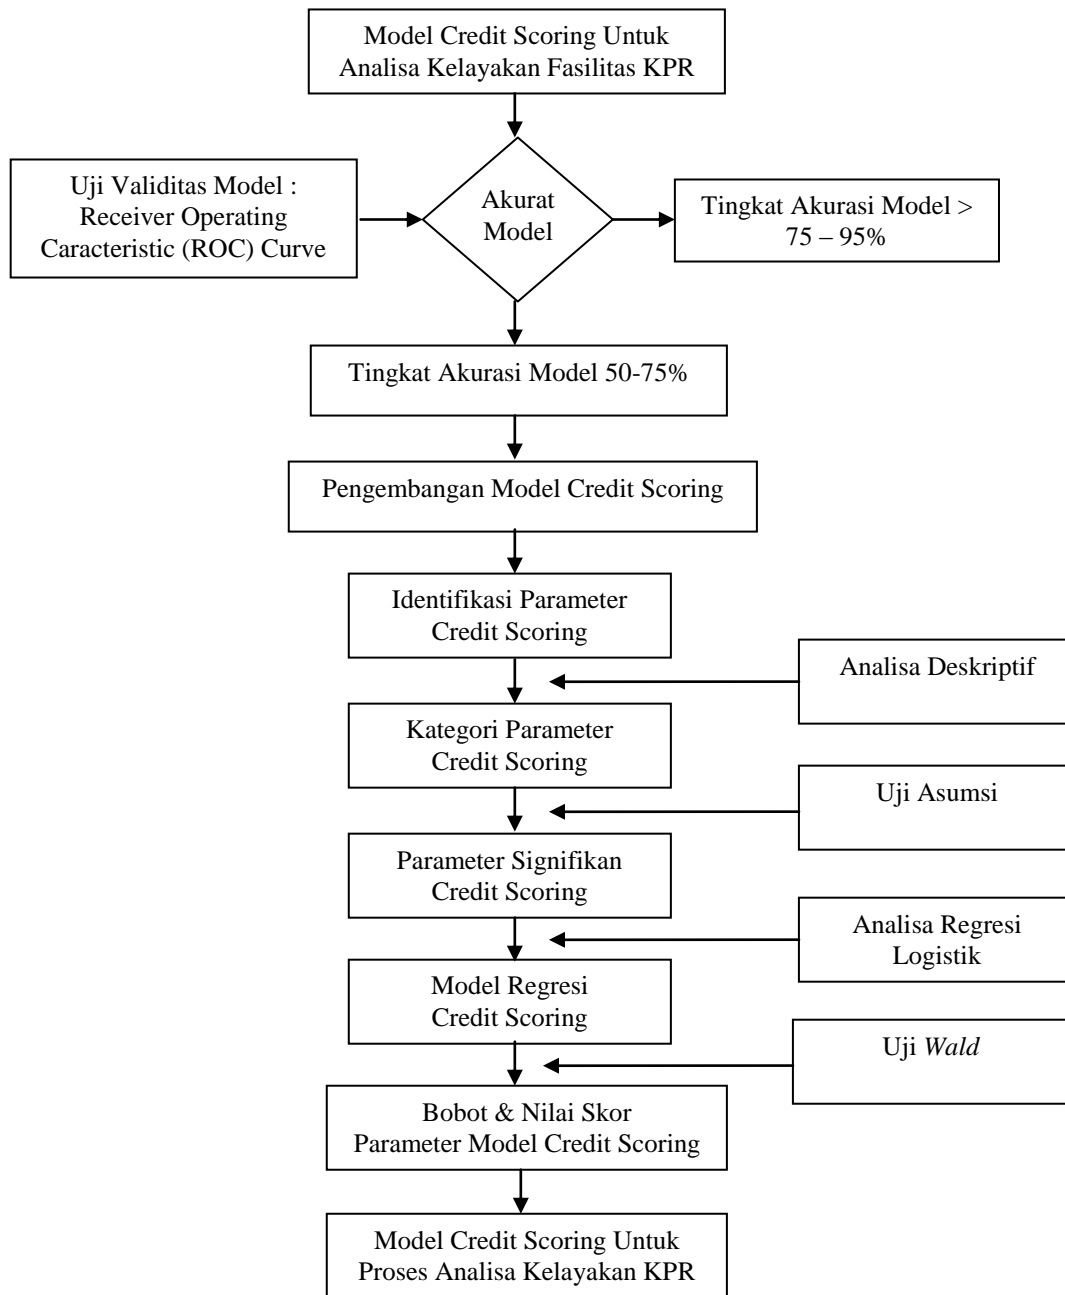 Model Credit Scoring Untuk
Analisa Kelayakan Fasilitas KPR
Uji Validitas Model :
Receiver Operating
Caracteristic (ROC) Curve
Akurat
Model
Tingkat Akurasi Model >
75 – 95%
Tingkat Akurasi Model 50-75%
Pengembangan Model Credit Scoring
Identifikasi Parameter
Credit Scoring
Analisa Deskriptif
Kategori Parameter
Credit Scoring
Uji Asumsi
Parameter Signifikan
Credit Scoring
Analisa Regresi
Logistik
Model Regresi
Credit Scoring
Uji Wald
Bobot & Nilai Skor
Parameter Model Credit Scoring
Model Credit Scoring Untuk
Proses Analisa Kelayakan KPR